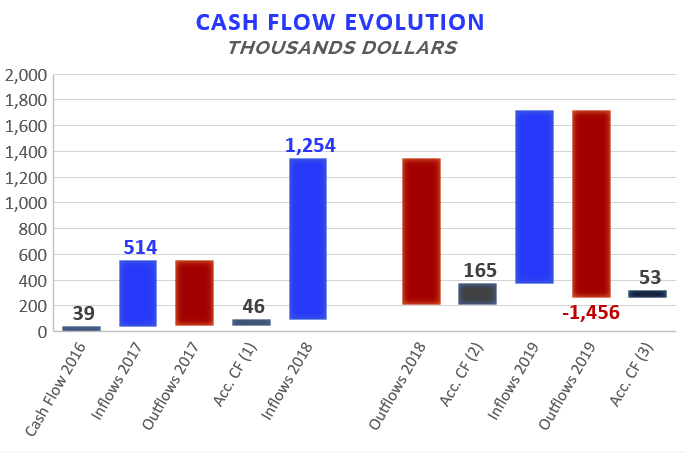 CASH FLOW EVOLUTION
THOUSANDS DOLLARS
2,000
1,800
1,600
1,400
1,200
1,000
800
600
400
200
0
39
514
46
1,254
165
-1,456
53
Cash Flow 2016
Inflows 2017
Outflows 2017
Acc. CF (1)
Inflows 2018
Outflows 2018
Acc. CF (2)
Inflows 2019
Outflows 2019
Acc. CF (3)